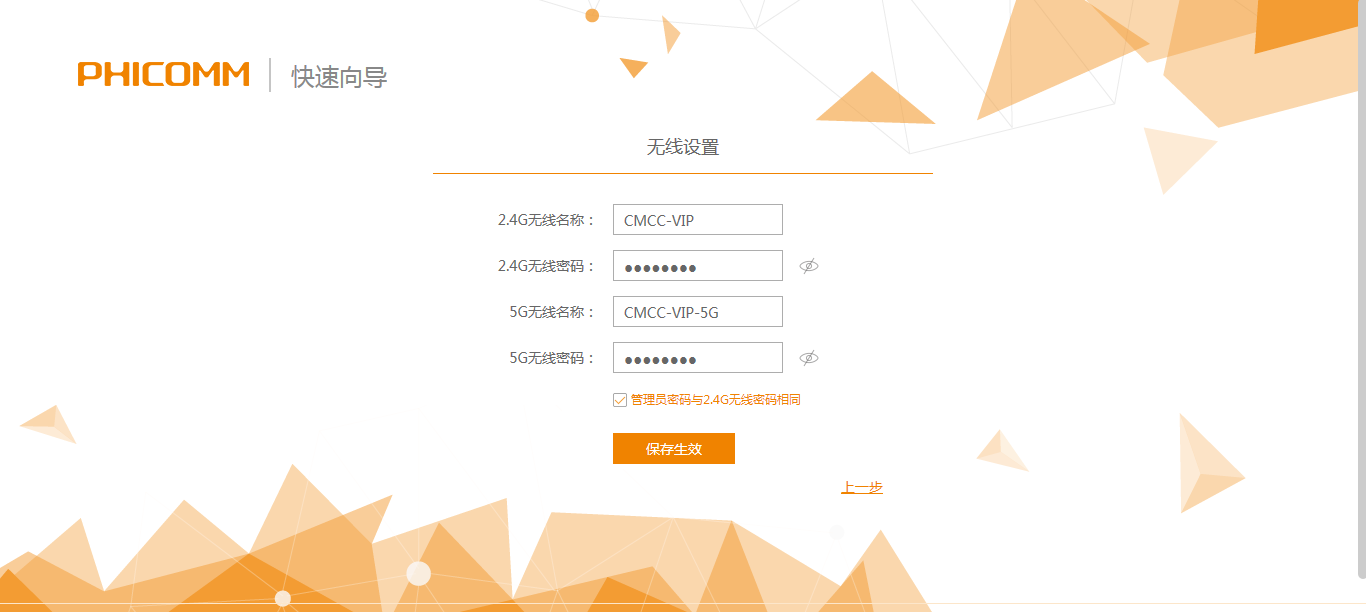 PHICOMM 快速向导
无线设置
2.4G无线名称： CMCC-VIP
2.4G无线密码： ●●●●●●●●
5G无线名称： CMCC-VIP-5G
5G无线密码： ●●●●●●●●
管理员密码与2.4G无线密码相同
保存生效
上一步